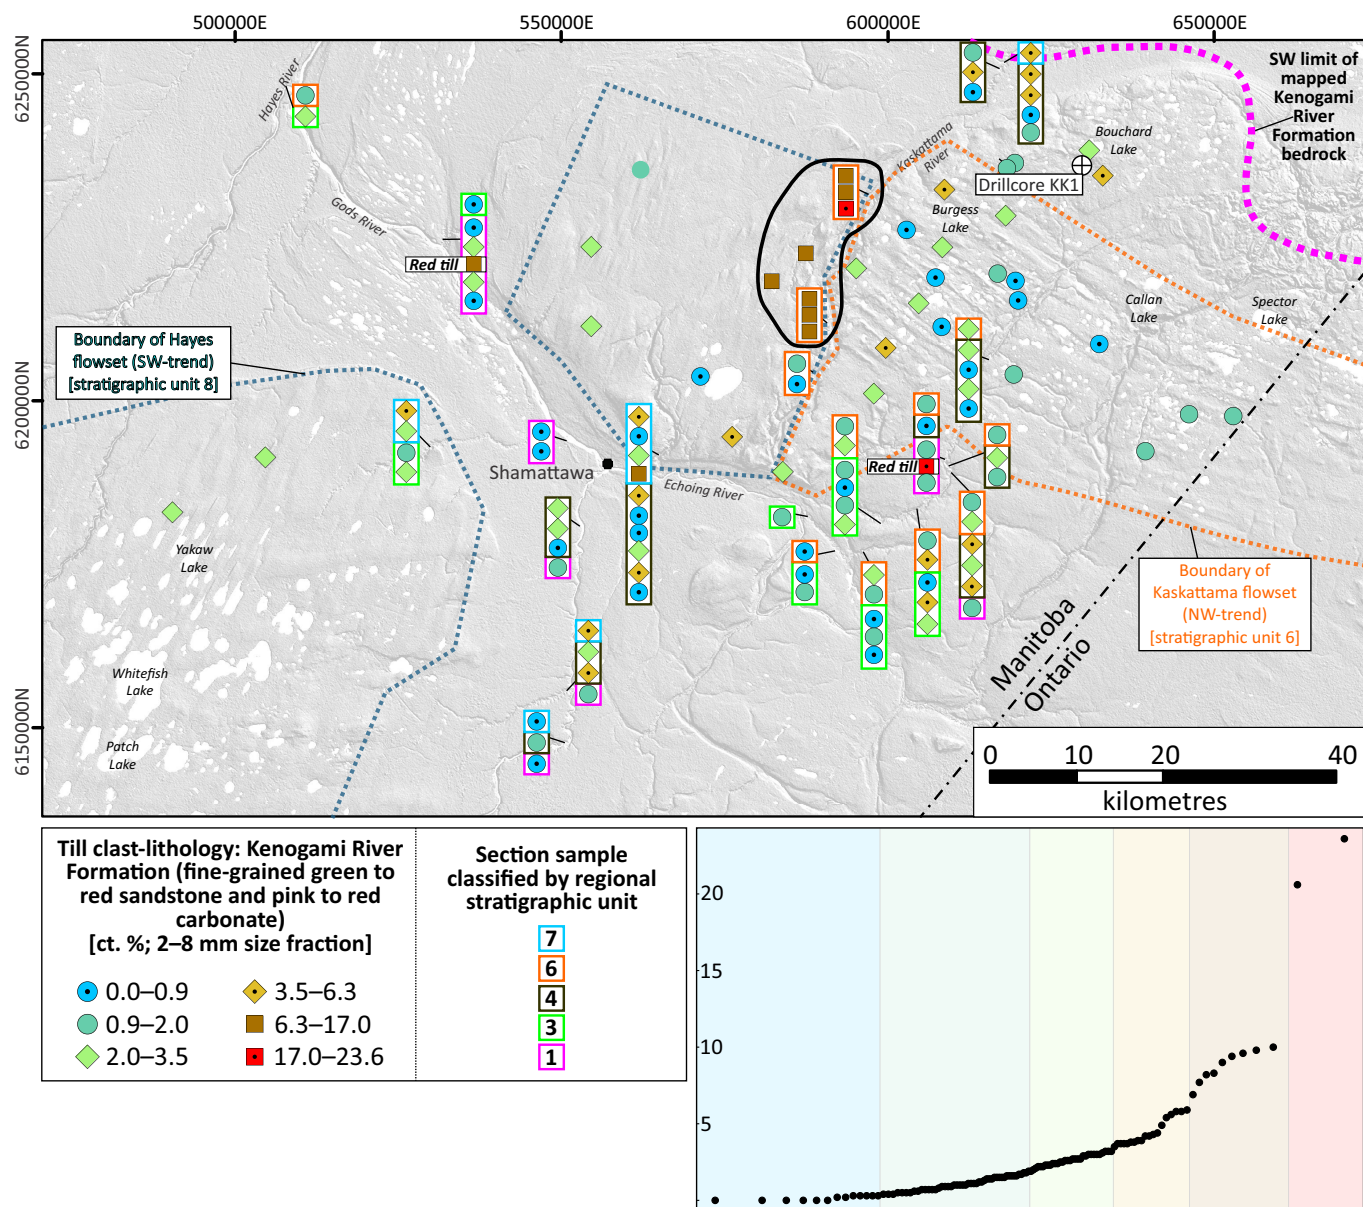 500000E
550000E
600000E
650000E
6250000N
6200000N
6150000N
Hayes River
Gods River
Kaskattama
River
SW limit of
mapped
Kenogami
River
Formation
bedrock
Bouchard
Lake
Drillcore KK1
Burgess
Lake
Callan
Lake
Spector
Lake
Red till
Boundary of Hayes
flowset (SW-trend)
[stratigraphic unit 8]
Shamattawa
Echoing River
Red till
Yakaw
Lake
Whitefish
Lake
Patch
Lake
Boundary of
Kaskattama flowset
(NW-trend)
[stratigraphic unit 6]
Manitoba
Ontario
0 10 20 40
kilometres
Till clast-lithology: Kenogami River
Formation (fine-grained green to
red sandstone and pink to red
carbonate)
[ct. %; 2–8 mm size fraction]
0.0–0.9
0.9–2.0
2.0–3.5
3.5–6.3
6.3–17.0
17.0–23.6
Section sample
classified by regional
stratigraphic unit
7
6
4
3
1
20
15
10
5